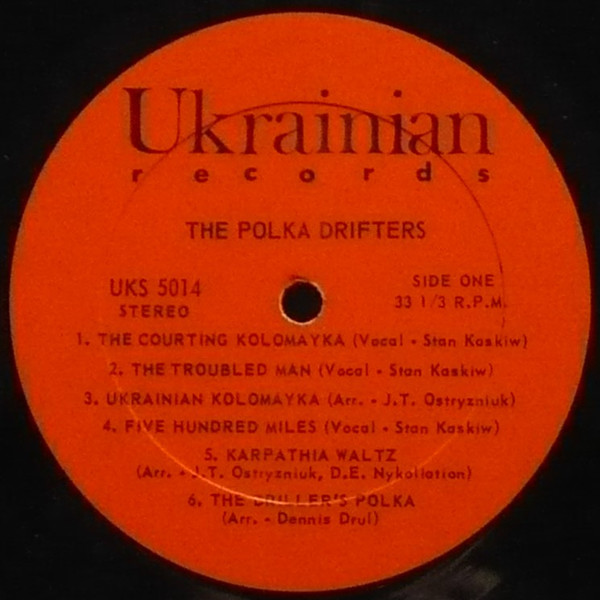 Ukrainian
records
THE POLKA DRIFTERS
UKS 5014
STEREO
SIDE ONE
33 1/3 R.P.M.
1. THE COURTING KOLOMAYKA (Vocal - Stan Kaskiw)
2. THE TROUBLED MAN (Vocal - Stan Kaskiw)
3. UKRAINIAN KOLOMAYKA (Arr. - J.T. Ostryzniuk)
4. FIVE HUNDRED MILES (Vocal - Stan Kaskiw)
5. KARPATHIA WALTZ
(Arr. - J.T. Ostryzniuk, D.E. Nykoliation)
6. THE DRILLER'S POLKA
(Arr. - Dennis Drul)